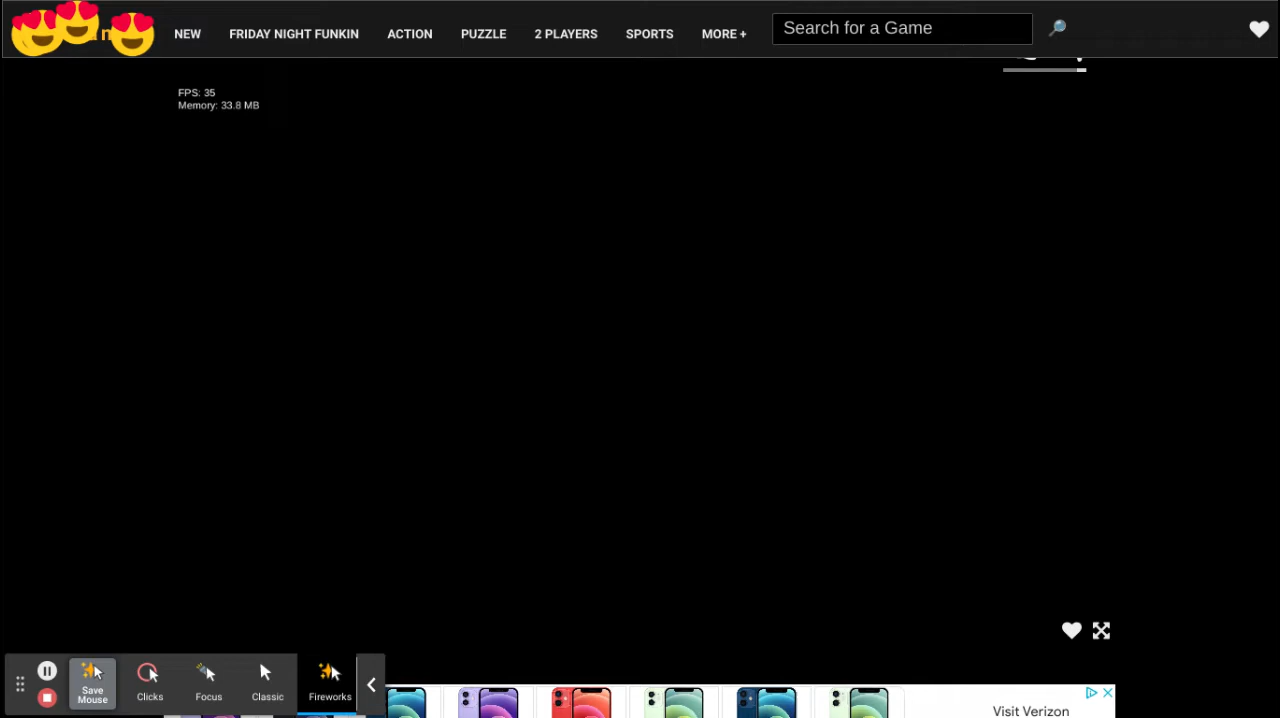 NEW FRIDAY NIGHT FUNKIN ACTION PUZZLE 2 PLAYERS SPORTS MORE + Search for a Game
FPS: 35
Memory: 33.8 MB
Save
Mouse
Clicks
Focus
Classic
Fireworks
Visit Verizon